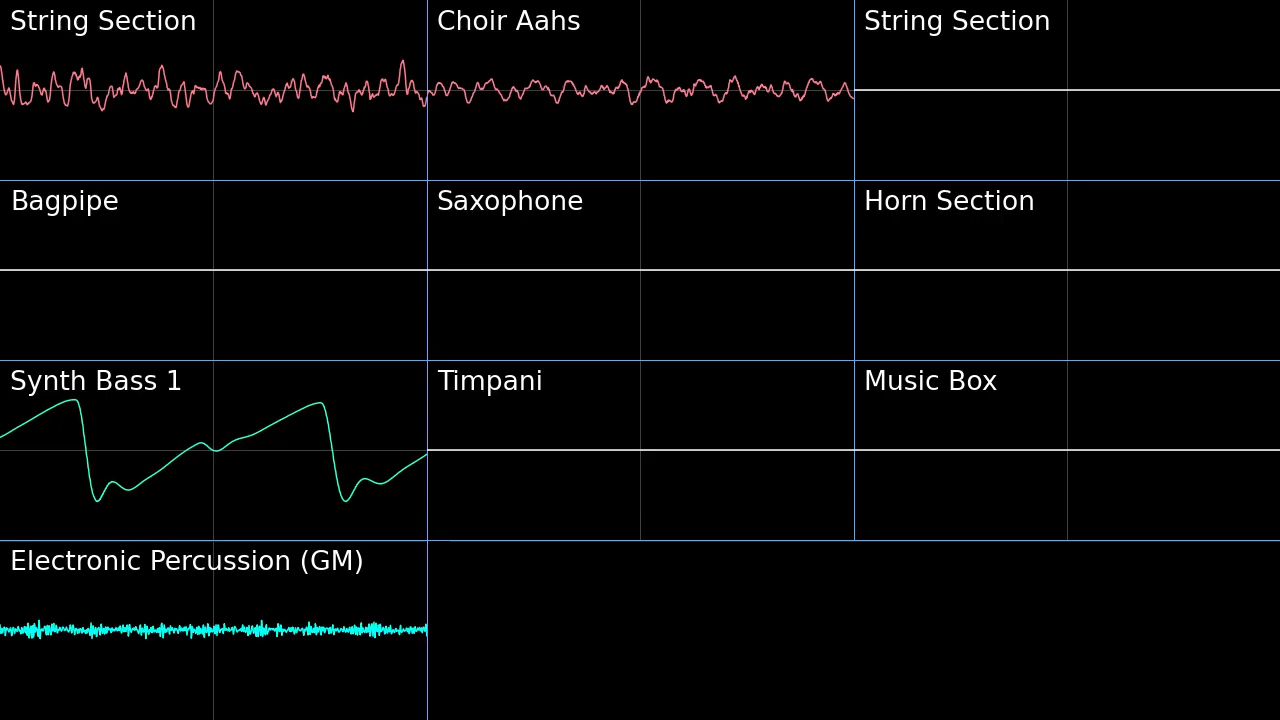 String Section
Choir Aahs
String Section
Bagpipe
Saxophone
Horn Section
Synth Bass 1
Timpani
Music Box
Electronic Percussion (GM)